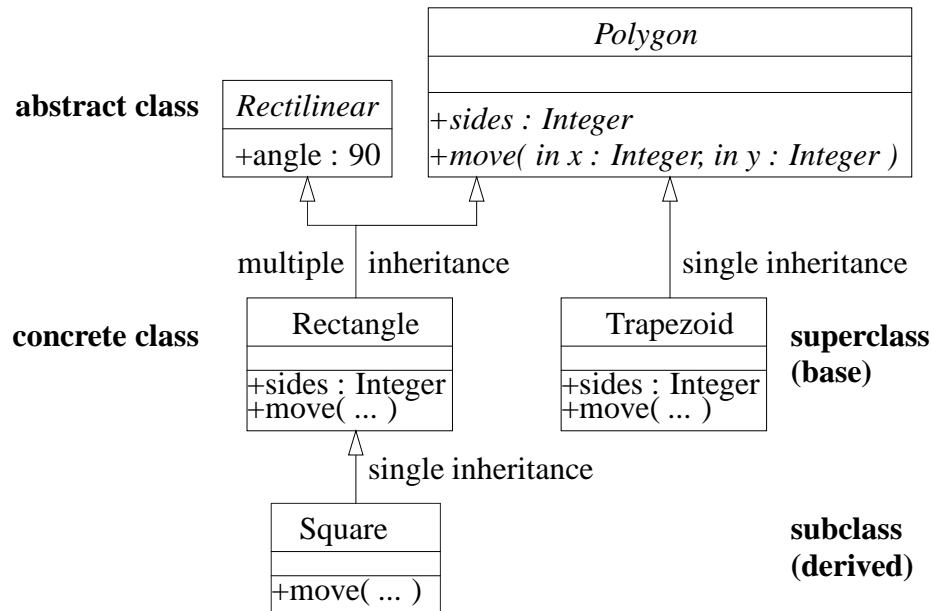 Polygon
abstract class
Rectilinear
+angle : 90
+sides : Integer
+move( in x : Integer, in y : Integer )
multiple
inheritance
single inheritance
concrete class
Rectangle
+sides : Integer
+move( ... )
Trapezoid
+sides : Integer
+move( ... )
superclass
(base)
single inheritance
Square
+move( ... )
subclass
(derived)